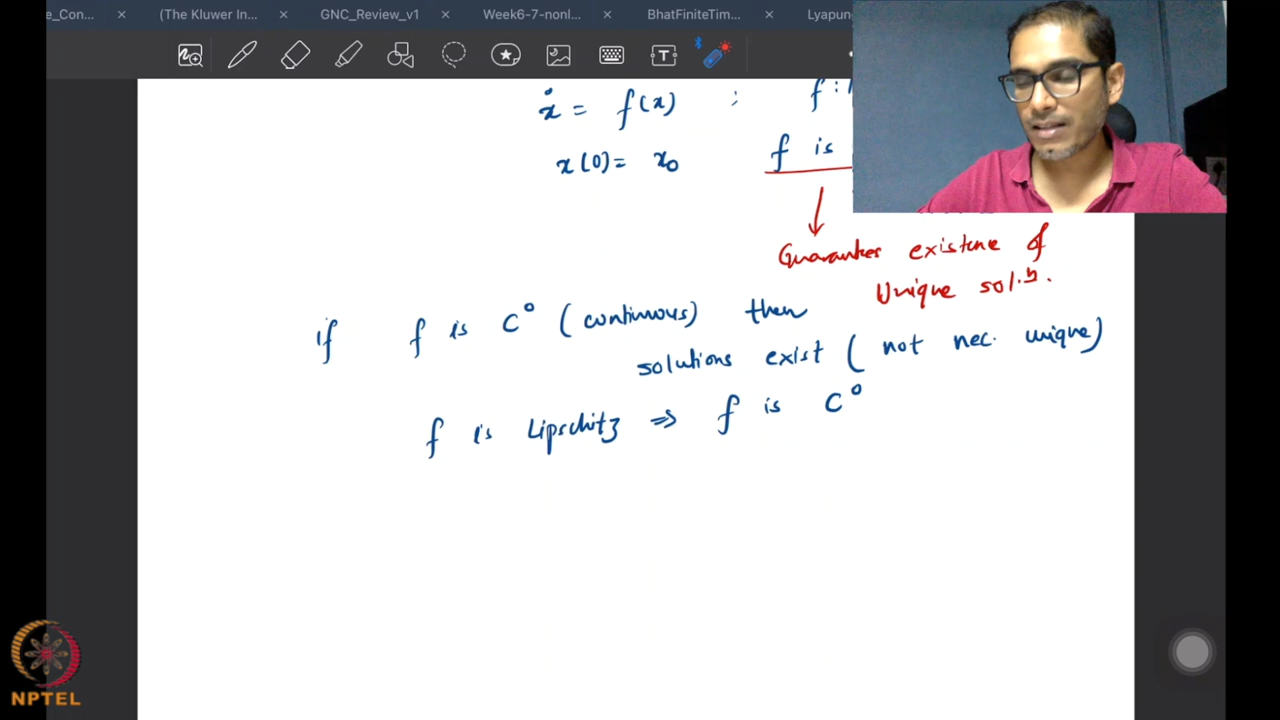 e_Con...
(The Kluwer In...
GNC_Review_v1
Week6-7-nonl...
BhatFiniteTim...
Lyapun
ẋ = f(x) ; f :
x(0) = x₀ f is
Guarantees existence of
Unique sol.ⁿ.
if f is C⁰ (continuous) then
solutions exist ( not nec. unique)
f is Lipschitz ⇒ f is C⁰
NPTEL